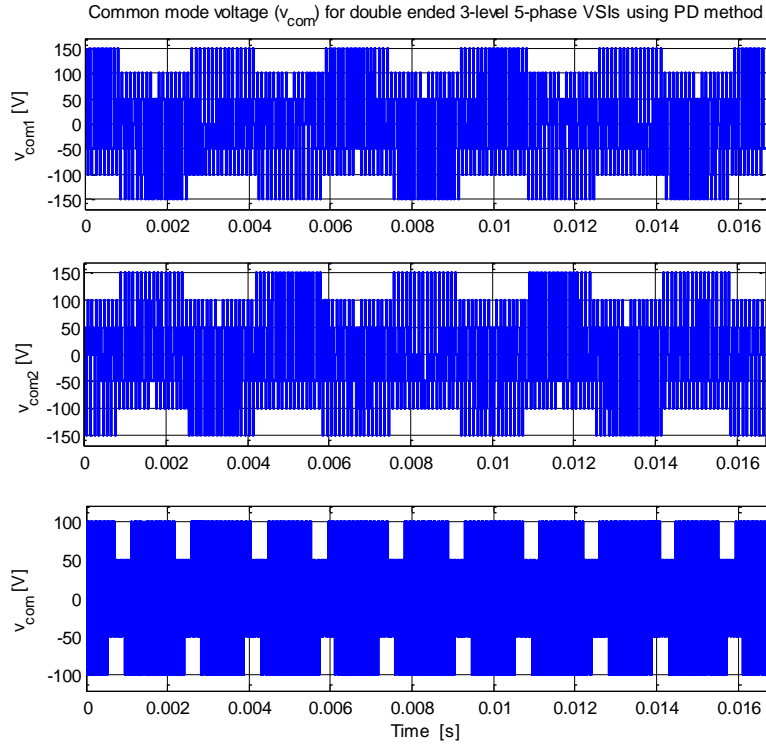 Common mode voltage (v_com) for double ended 3-level 5-phase VSIs using PD method
150
100
50
0
-50
-100
-150
v_com1 [V]
0 0.002 0.004 0.006 0.008 0.01 0.012 0.014 0.016
150
100
50
0
-50
-100
-150
v_com2 [V]
0 0.002 0.004 0.006 0.008 0.01 0.012 0.014 0.016
100
50
0
-50
-100
v_com [V]
0 0.002 0.004 0.006 0.008 0.01 0.012 0.014 0.016
Time [s]